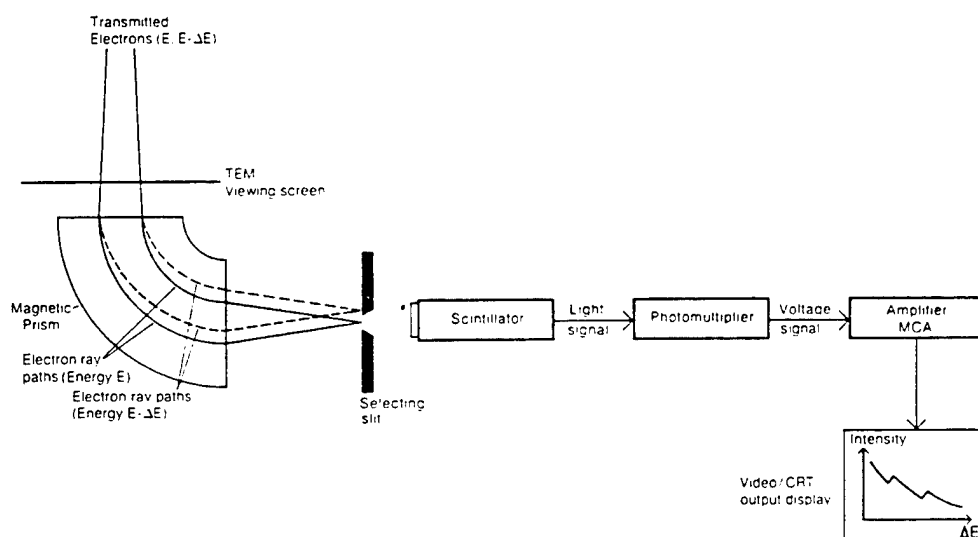 Transmitted
Electrons (E, E-ΔE)
TEM
Viewing screen
Magnetic
Prism
Electron ray
paths (Energy E)
Electron ray paths
(Energy E-ΔE)
Selecting
slit
Scintillator
Light
signal
Photomultiplier
Voltage
signal
Amplifier
MCA
Intensity
Video/CRT
output display
ΔE